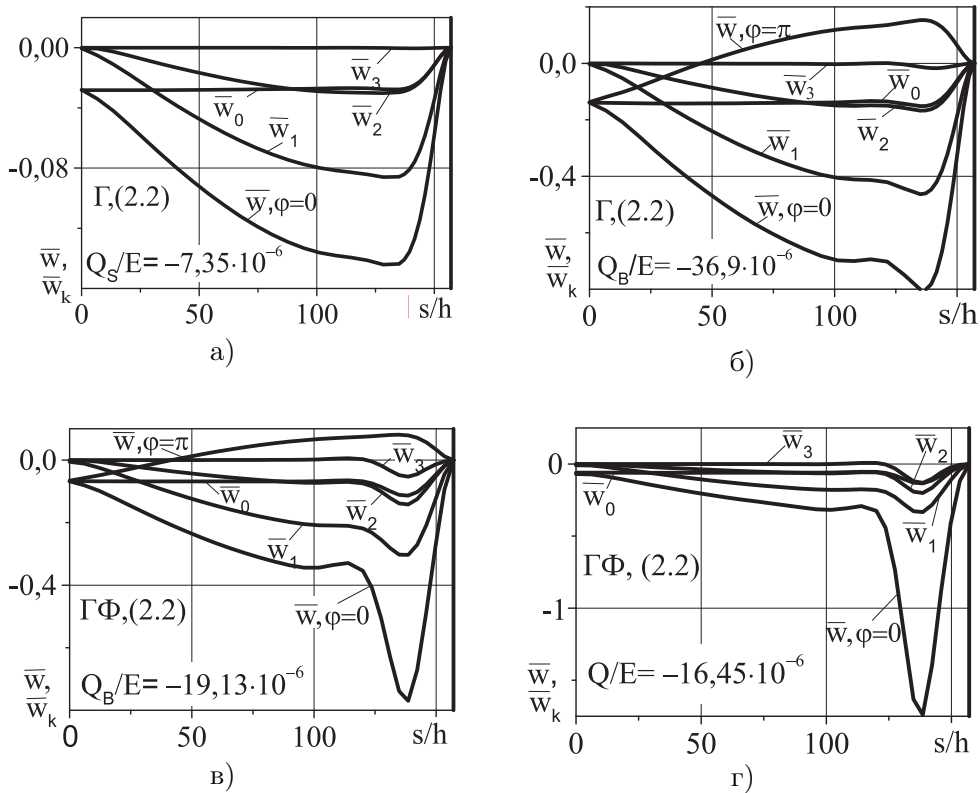 0,00
w̅₃
w̅₀
w̅₁
w̅₂
-0,08
Г,(2.2)
w̅,φ=0
w̅,
w̅ₖ
Q_S/E= −7,35·10⁻⁶
0 50 100 s/h
а)
w̅,φ=π
0,0
w̅₃
w̅₀
w̅₂
w̅₁
-0,4
Г,(2.2)
w̅,φ=0
w̅,
w̅ₖ
Q_B/E= −36,9·10⁻⁶
0 50 100 s/h
б)
w̅,φ=π
0,0
w̅₃
w̅₀
w̅₂
w̅₁
-0,4
ГФ,(2.2)
w̅,φ=0
w̅,
w̅ₖ
Q_B/E= −19,13·10⁻⁶
0 50 100 s/h
в)
0
w̅₃
w̅₂
w̅₀
w̅₁
ГФ, (2.2)
-1
w̅,φ=0
w̅,
w̅ₖ
Q/E= −16,45·10⁻⁶
0 50 100 s/h
г)